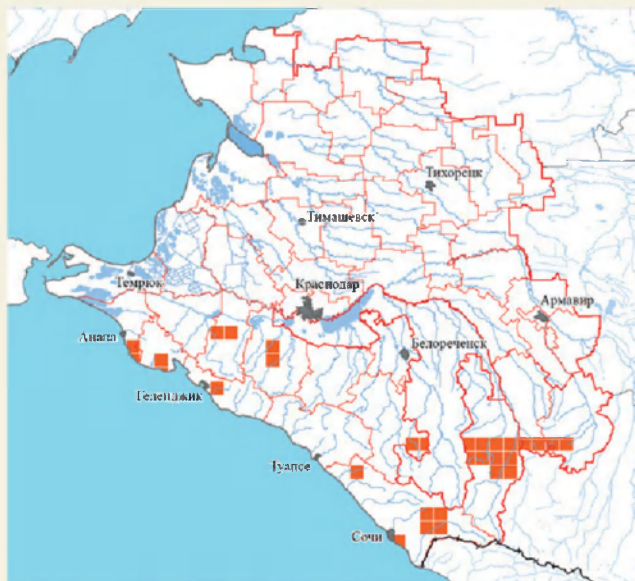 Тихорецк
Тимашевск
Темрюк
Краснодар
Армавир
Анапа
Белореченск
Геленджик
Туапсе
Сочи